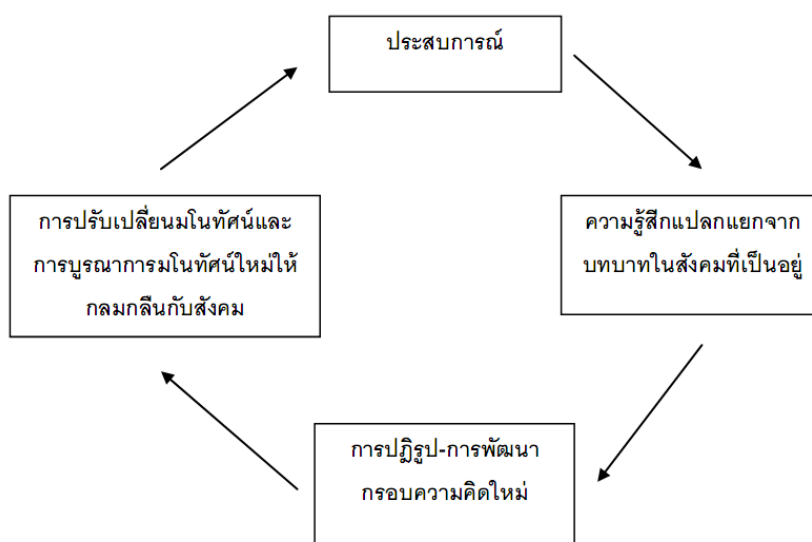 ประสบการณ์
การปรับเปลี่ยนมโนทัศน์และ
การบูรณาการมโนทัศน์ใหม่ให้
กลมกลืนกับสังคม
ความรู้สึกแปลกแยกจาก
บทบาทในสังคมที่เป็นอยู่
การปฎิรูป-การพัฒนา
กรอบความคิดใหม่